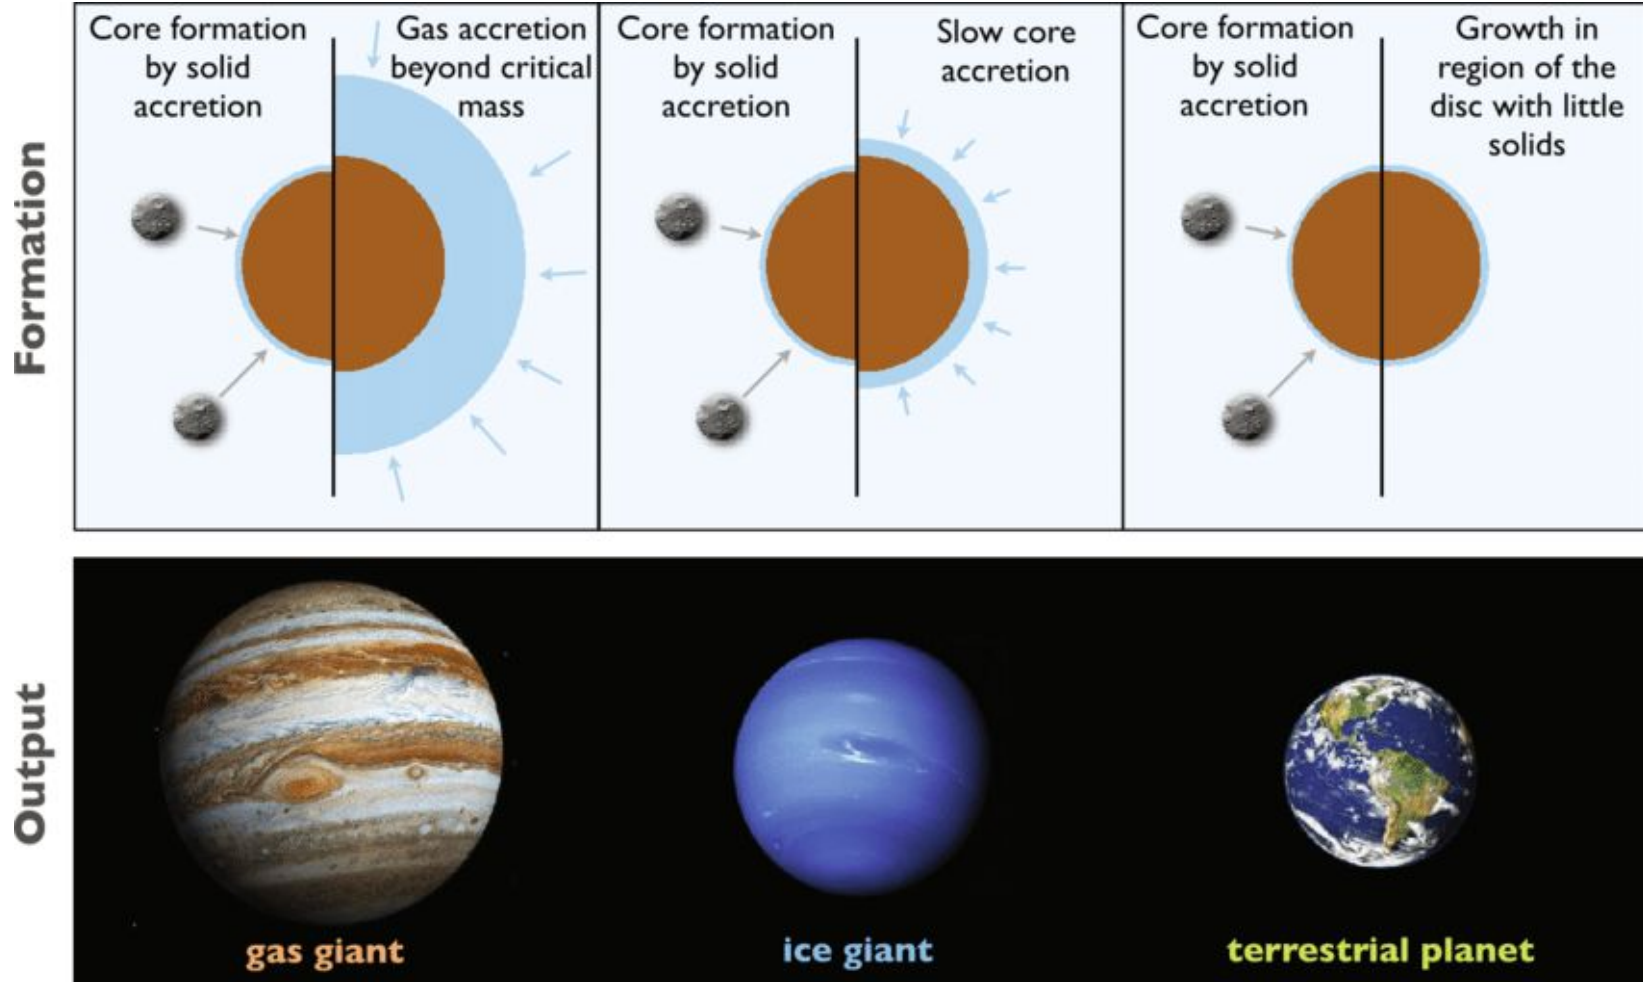 Formation
Core formation
by solid
accretion
Gas accretion
beyond critical
mass
Core formation
by solid
accretion
Slow core
accretion
Core formation
by solid
accretion
Growth in
region of the
disc with little
solids
Output
gas giant
ice giant
terrestrial planet